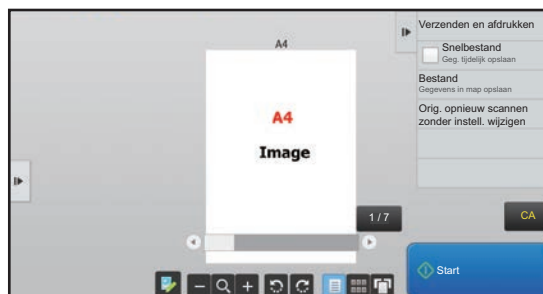 A4
A4
Image
1 / 7
Verzenden en afdrukken
Snelbestand
Geg. tijdelijk opslaan
Bestand
Gegevens in map opslaan
Orig. opnieuw scannen
zonder instell. wijzigen
CA
Start